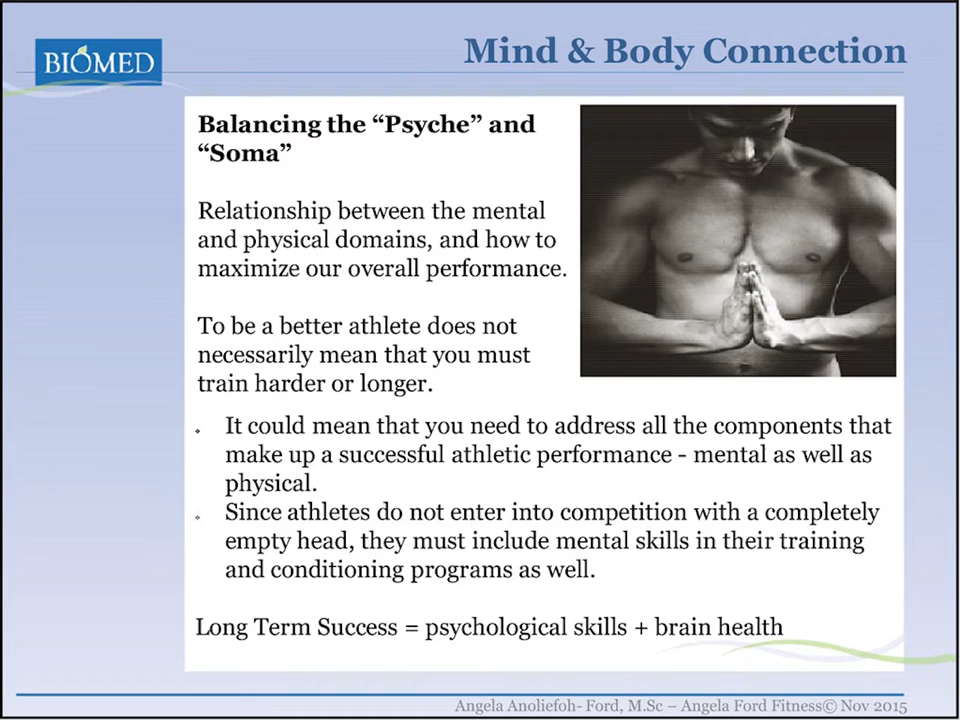 BIOMED
Mind & Body Connection
Balancing the “Psyche” and
“Soma”
Relationship between the mental
and physical domains, and how to
maximize our overall performance.
To be a better athlete does not
necessarily mean that you must
train harder or longer.
It could mean that you need to address all the components that
make up a successful athletic performance - mental as well as
physical.
Since athletes do not enter into competition with a completely
empty head, they must include mental skills in their training
and conditioning programs as well.
Long Term Success = psychological skills + brain health
Angela Anoliefoh- Ford, M.Sc – Angela Ford Fitness© Nov 2015